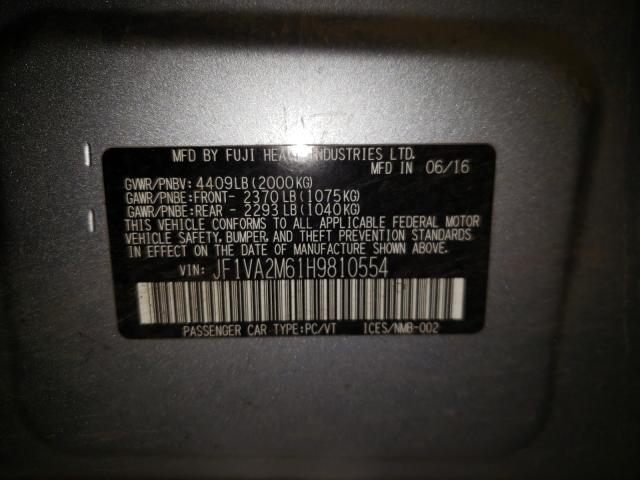 MFD BY FUJI HEAVY INDUSTRIES LTD.
MFD IN 06/16
GVWR/PNBV: 4409LB(2000KG)
GAWR/PNBE:FRONT- 2370LB(1075KG)
GAWR/PNBE:REAR - 2293LB(1040KG)
THIS VEHICLE CONFORMS TO ALL APPLICABLE FEDERAL MOTOR
VEHICLE SAFETY, BUMPER, AND THEFT PREVENTION STANDARDS
IN EFFECT ON THE DATE OF MANUFACTURE SHOWN ABOVE.
VIN: JF1VA2M61H9810554
PASSENGER CAR TYPE:PC/VT ICES/NMB-002